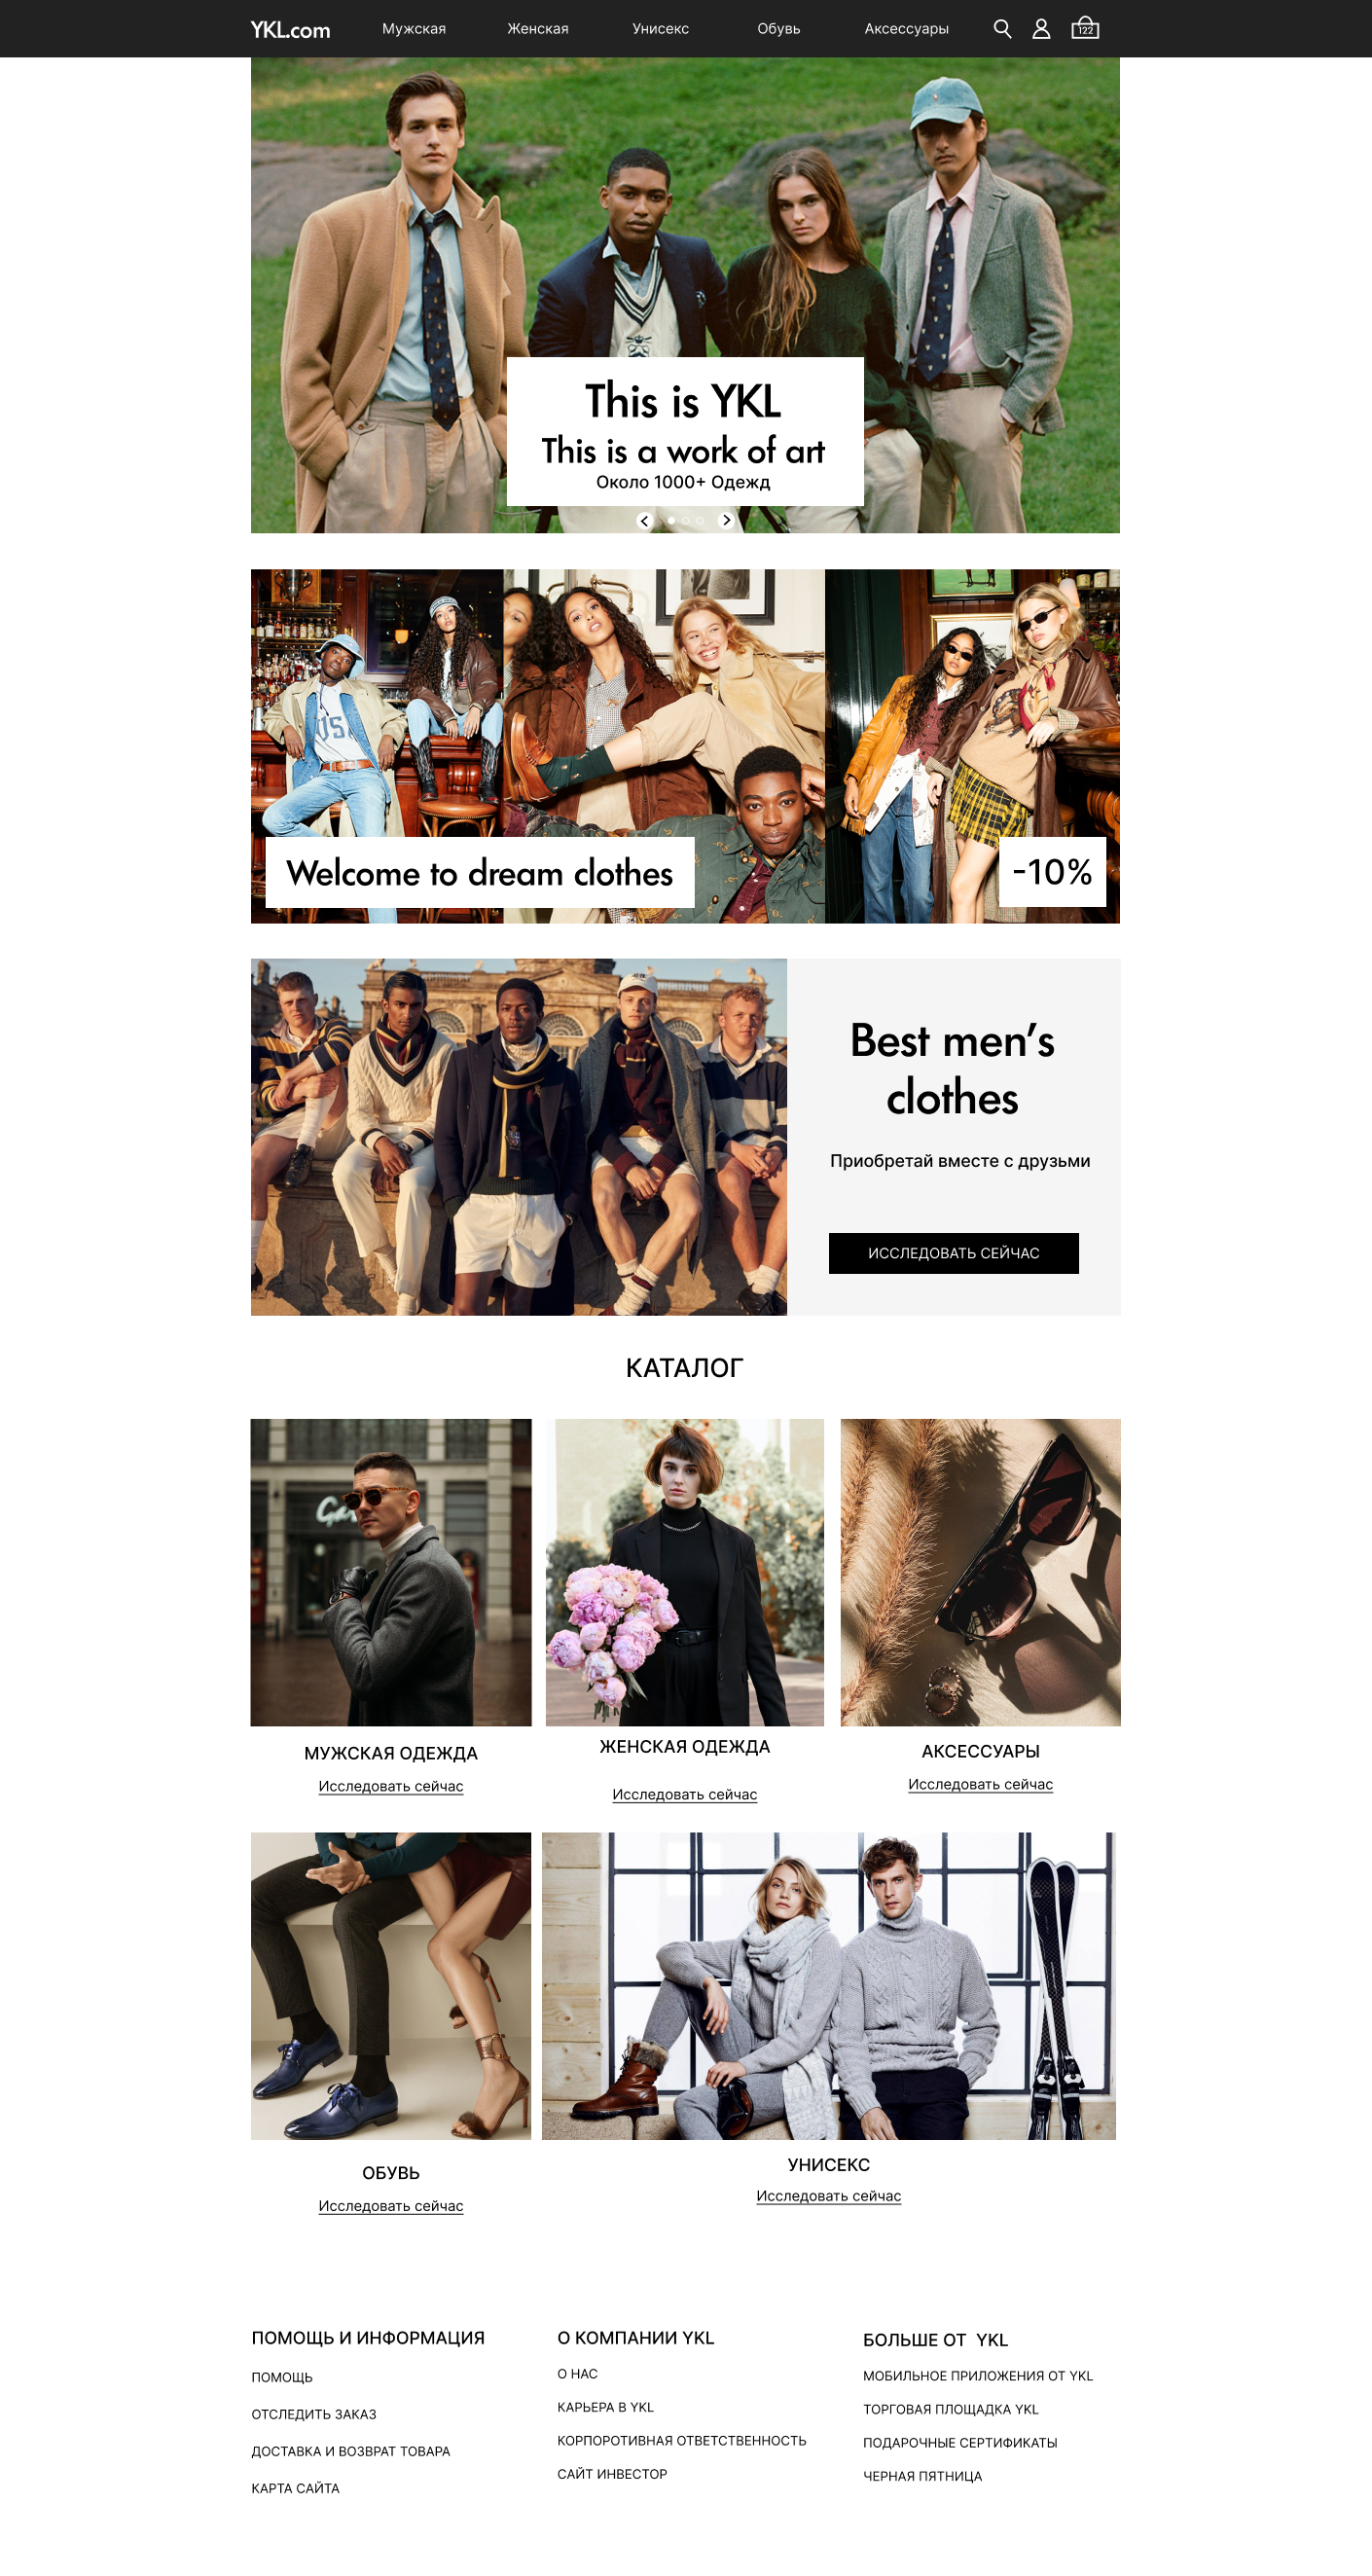 YKL.com
Мужская
Женская
Унисекс
Обувь
Аксессуары
122
This is YKL
This is a work of art
Около 1000+ Одежд
Welcome to dream clothes
-10%
Best men’s
clothes
Приобретай вместе с друзьми
ИССЛЕДОВАТЬ СЕЙЧАС
КАТАЛОГ
МУЖСКАЯ ОДЕЖДА
Исследовать сейчас
ЖЕНСКАЯ ОДЕЖДА
Исследовать сейчас
АКСЕССУАРЫ
Исследовать сейчас
ОБУВЬ
Исследовать сейчас
УНИСЕКС
Исследовать сейчас
ПОМОЩЬ И ИНФОРМАЦИЯ
ПОМОЩЬ
ОТСЛЕДИТЬ ЗАКАЗ
ДОСТАВКА И ВОЗВРАТ ТОВАРА
КАРТА САЙТА
О КОМПАНИИ YKL
О НАС
КАРЬЕРА В YKL
КОРПОРОТИВНАЯ ОТВЕТСТВЕННОСТЬ
САЙТ ИНВЕСТОР
БОЛЬШЕ ОТ YKL
МОБИЛЬНОЕ ПРИЛОЖЕНИЯ ОТ YKL
ТОРГОВАЯ ПЛОЩАДКА YKL
ПОДАРОЧНЫЕ СЕРТИФИКАТЫ
ЧЕРНАЯ ПЯТНИЦА